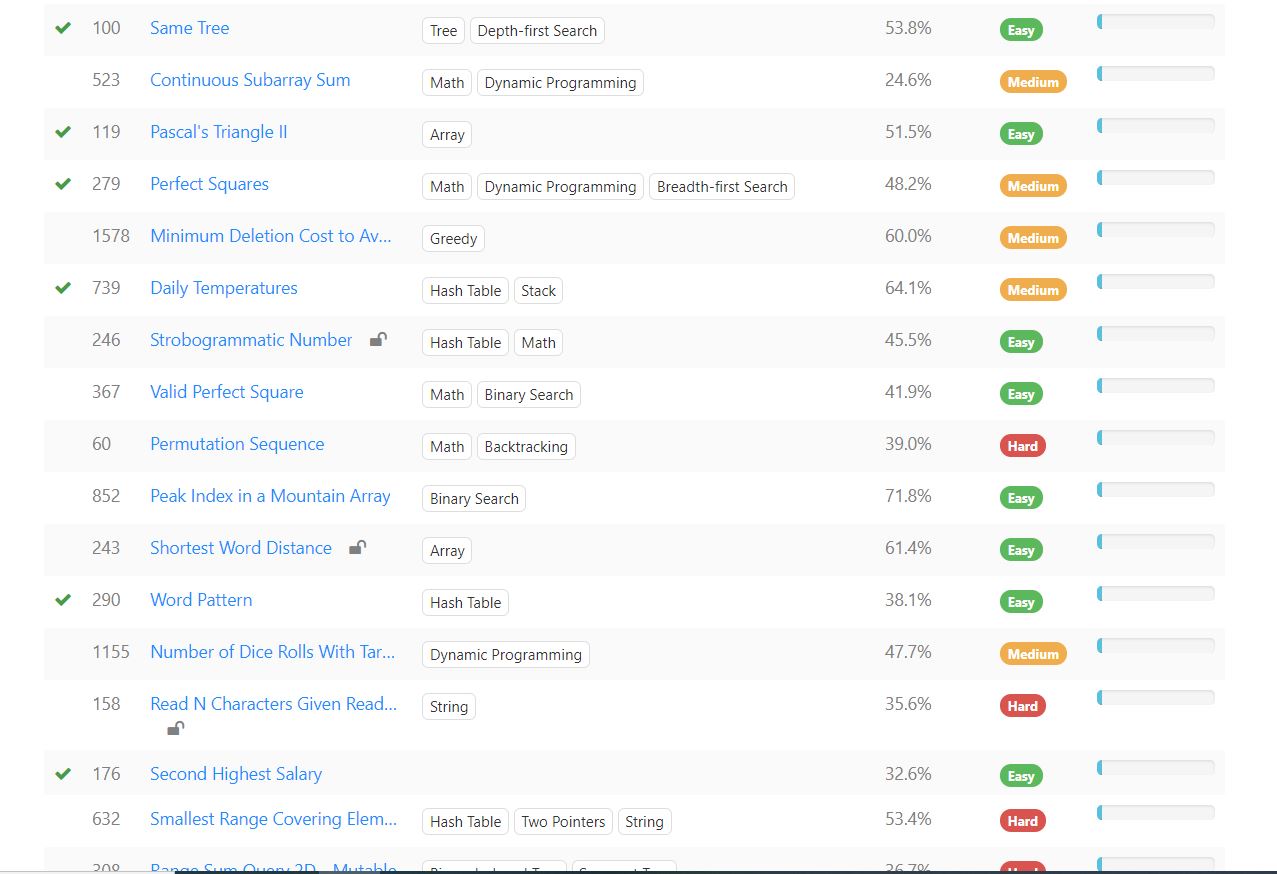 100 Same Tree Tree Depth-first Search 53.8% Easy
523 Continuous Subarray Sum Math Dynamic Programming 24.6% Medium
119 Pascal's Triangle II Array 51.5% Easy
279 Perfect Squares Math Dynamic Programming Breadth-first Search 48.2% Medium
1578 Minimum Deletion Cost to Av... Greedy 60.0% Medium
739 Daily Temperatures Hash Table Stack 64.1% Medium
246 Strobogrammatic Number Hash Table Math 45.5% Easy
367 Valid Perfect Square Math Binary Search 41.9% Easy
60 Permutation Sequence Math Backtracking 39.0% Hard
852 Peak Index in a Mountain Array Binary Search 71.8% Easy
243 Shortest Word Distance Array 61.4% Easy
290 Word Pattern Hash Table 38.1% Easy
1155 Number of Dice Rolls With Tar... Dynamic Programming 47.7% Medium
158 Read N Characters Given Read... String 35.6% Hard
176 Second Highest Salary 32.6% Easy
632 Smallest Range Covering Elem... Hash Table Two Pointers String 53.4% Hard
308 Range Sum Query 2D - Mutable 36.7% Hard